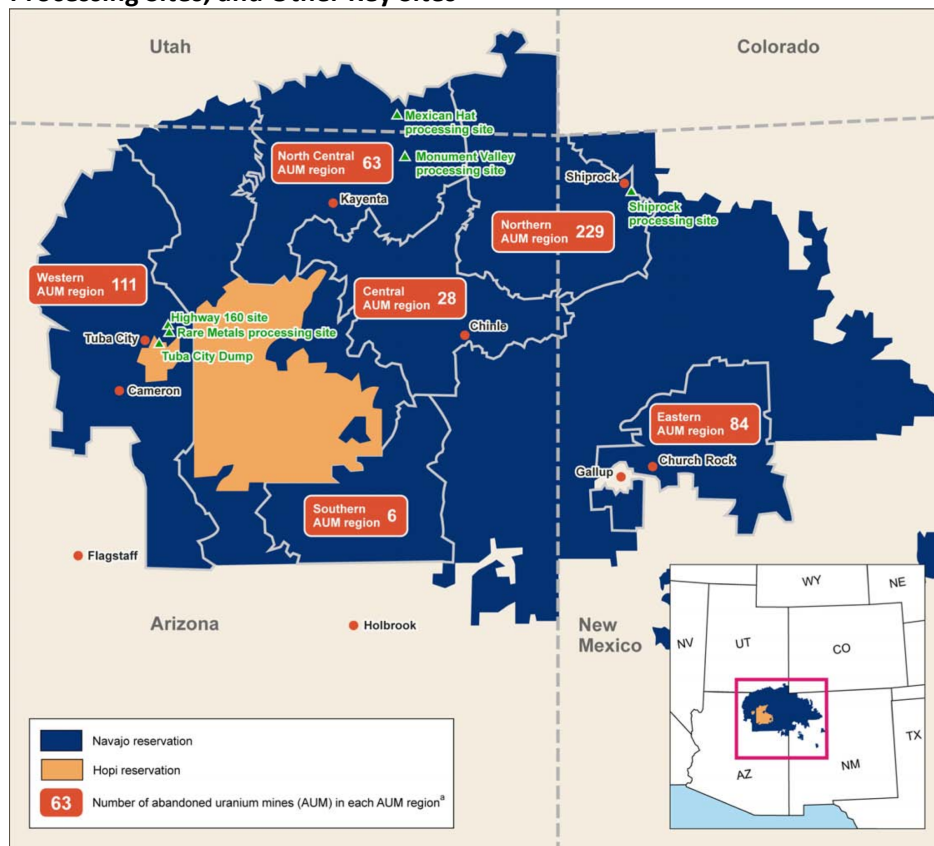 Processing Sites, and Other Key Sites
Utah
Colorado
Mexican Hat
processing site
North Central
AUM region 63
Monument Valley
processing site
Kayenta
Shiprock
Shiprock
processing site
Northern
AUM region 229
Western
AUM region 111
Central
AUM region 28
Highway 160 site
Tuba City
Rare Metals processing site
Tuba City Dump
Chinle
Cameron
Eastern
AUM region 84
Church Rock
Gallup
Southern
AUM region 6
Flagstaff
Arizona
Holbrook
New
Mexico
WY
NE
NV
UT
CO
AZ
NM
TX
Navajo reservation
Hopi reservation
63 Number of abandoned uranium mines (AUM) in each AUM region a